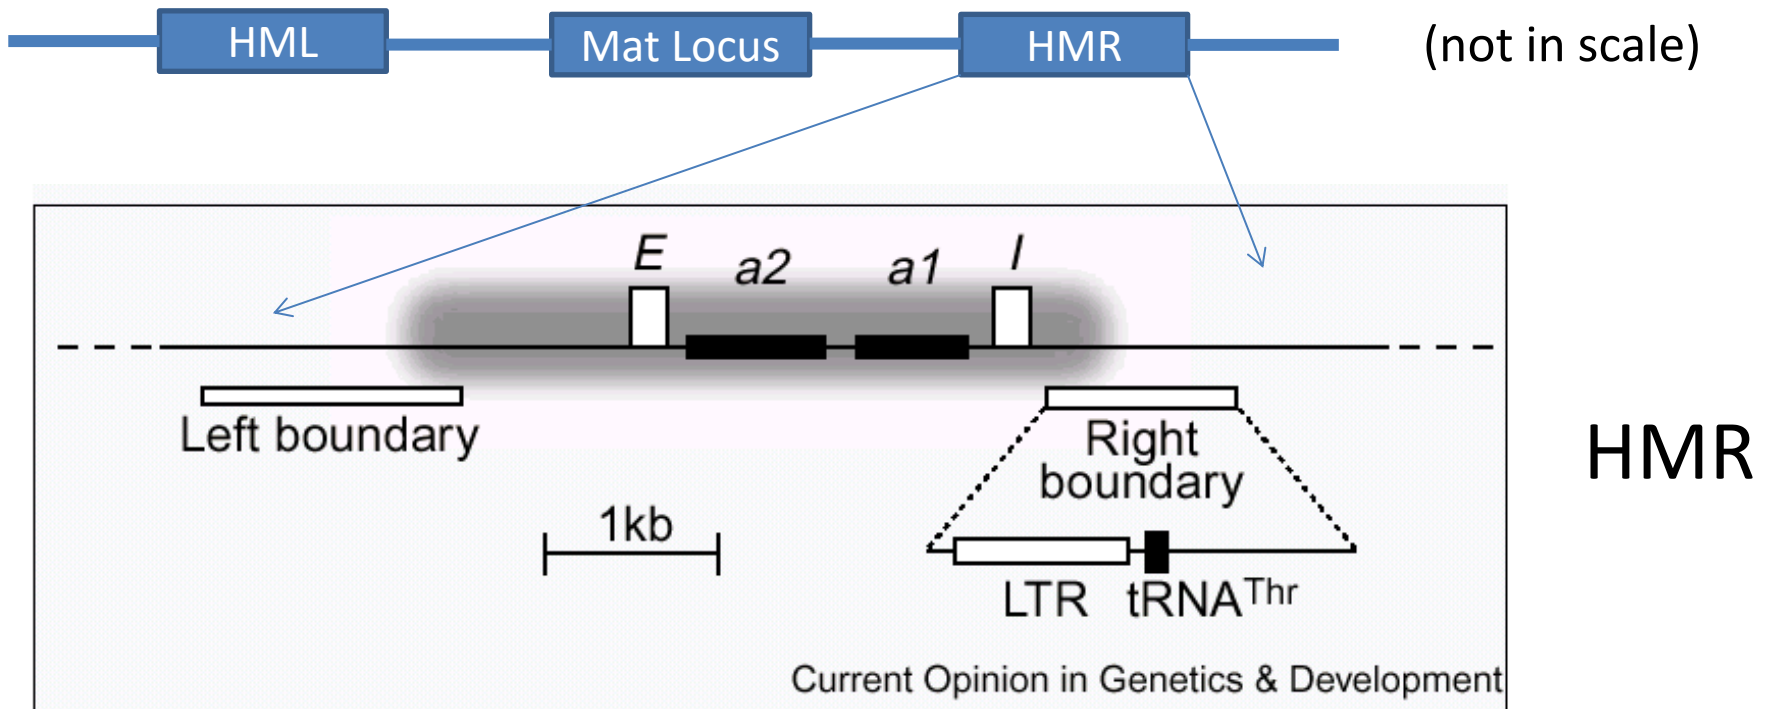 HML Mat Locus HMR (not in scale)
E a2 a1 I
Left boundary
Right
boundary
HMR
1kb
LTR tRNAThr
Current Opinion in Genetics & Development